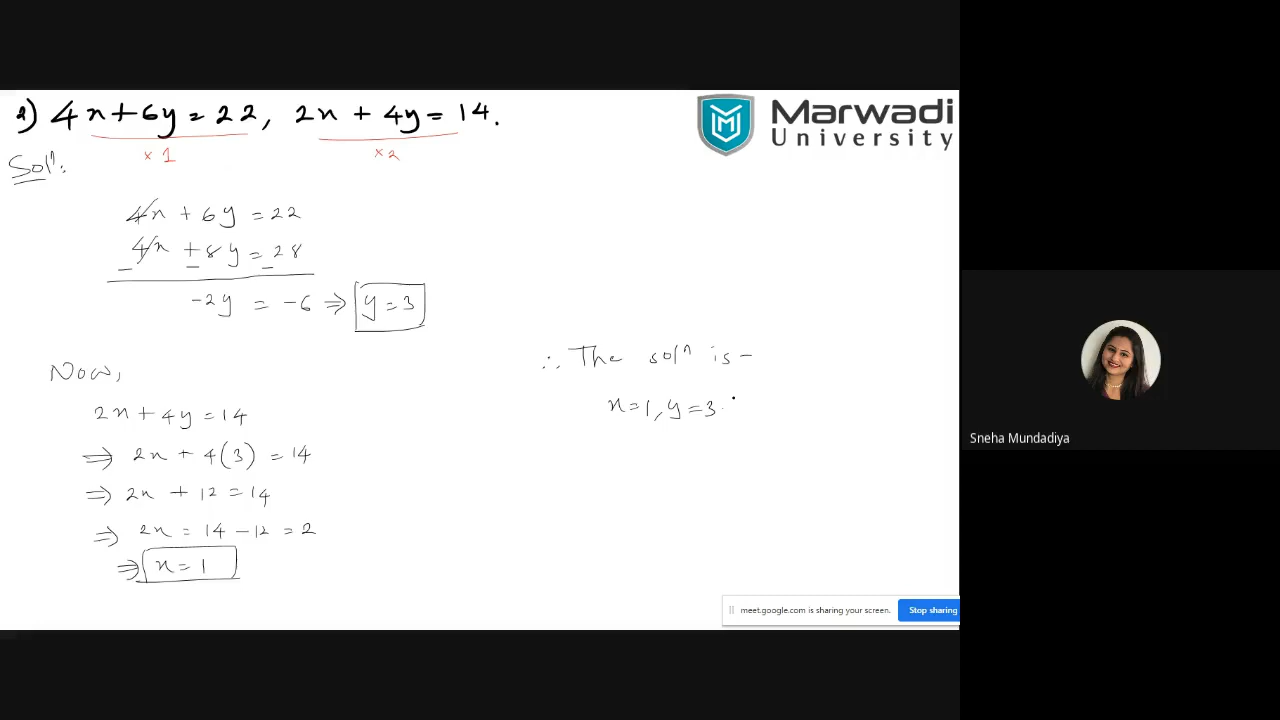 2) 4x+6y=22, 2x+4y=14.
×1 ×2
Solⁿ:
4x + 6y = 22
4x + 8y = 28
− − −
-2y = -6 ⇒ y=3
Now,
2x+4y=14
⇒ 2x + 4(3) = 14
⇒ 2x + 12 = 14
⇒ 2x = 14 - 12 = 2
⇒ x=1
∴ The solⁿ is -
x=1, y=3.
Marwadi
University
meet.google.com is sharing your screen.
Stop sharing
Sneha Mundadiya